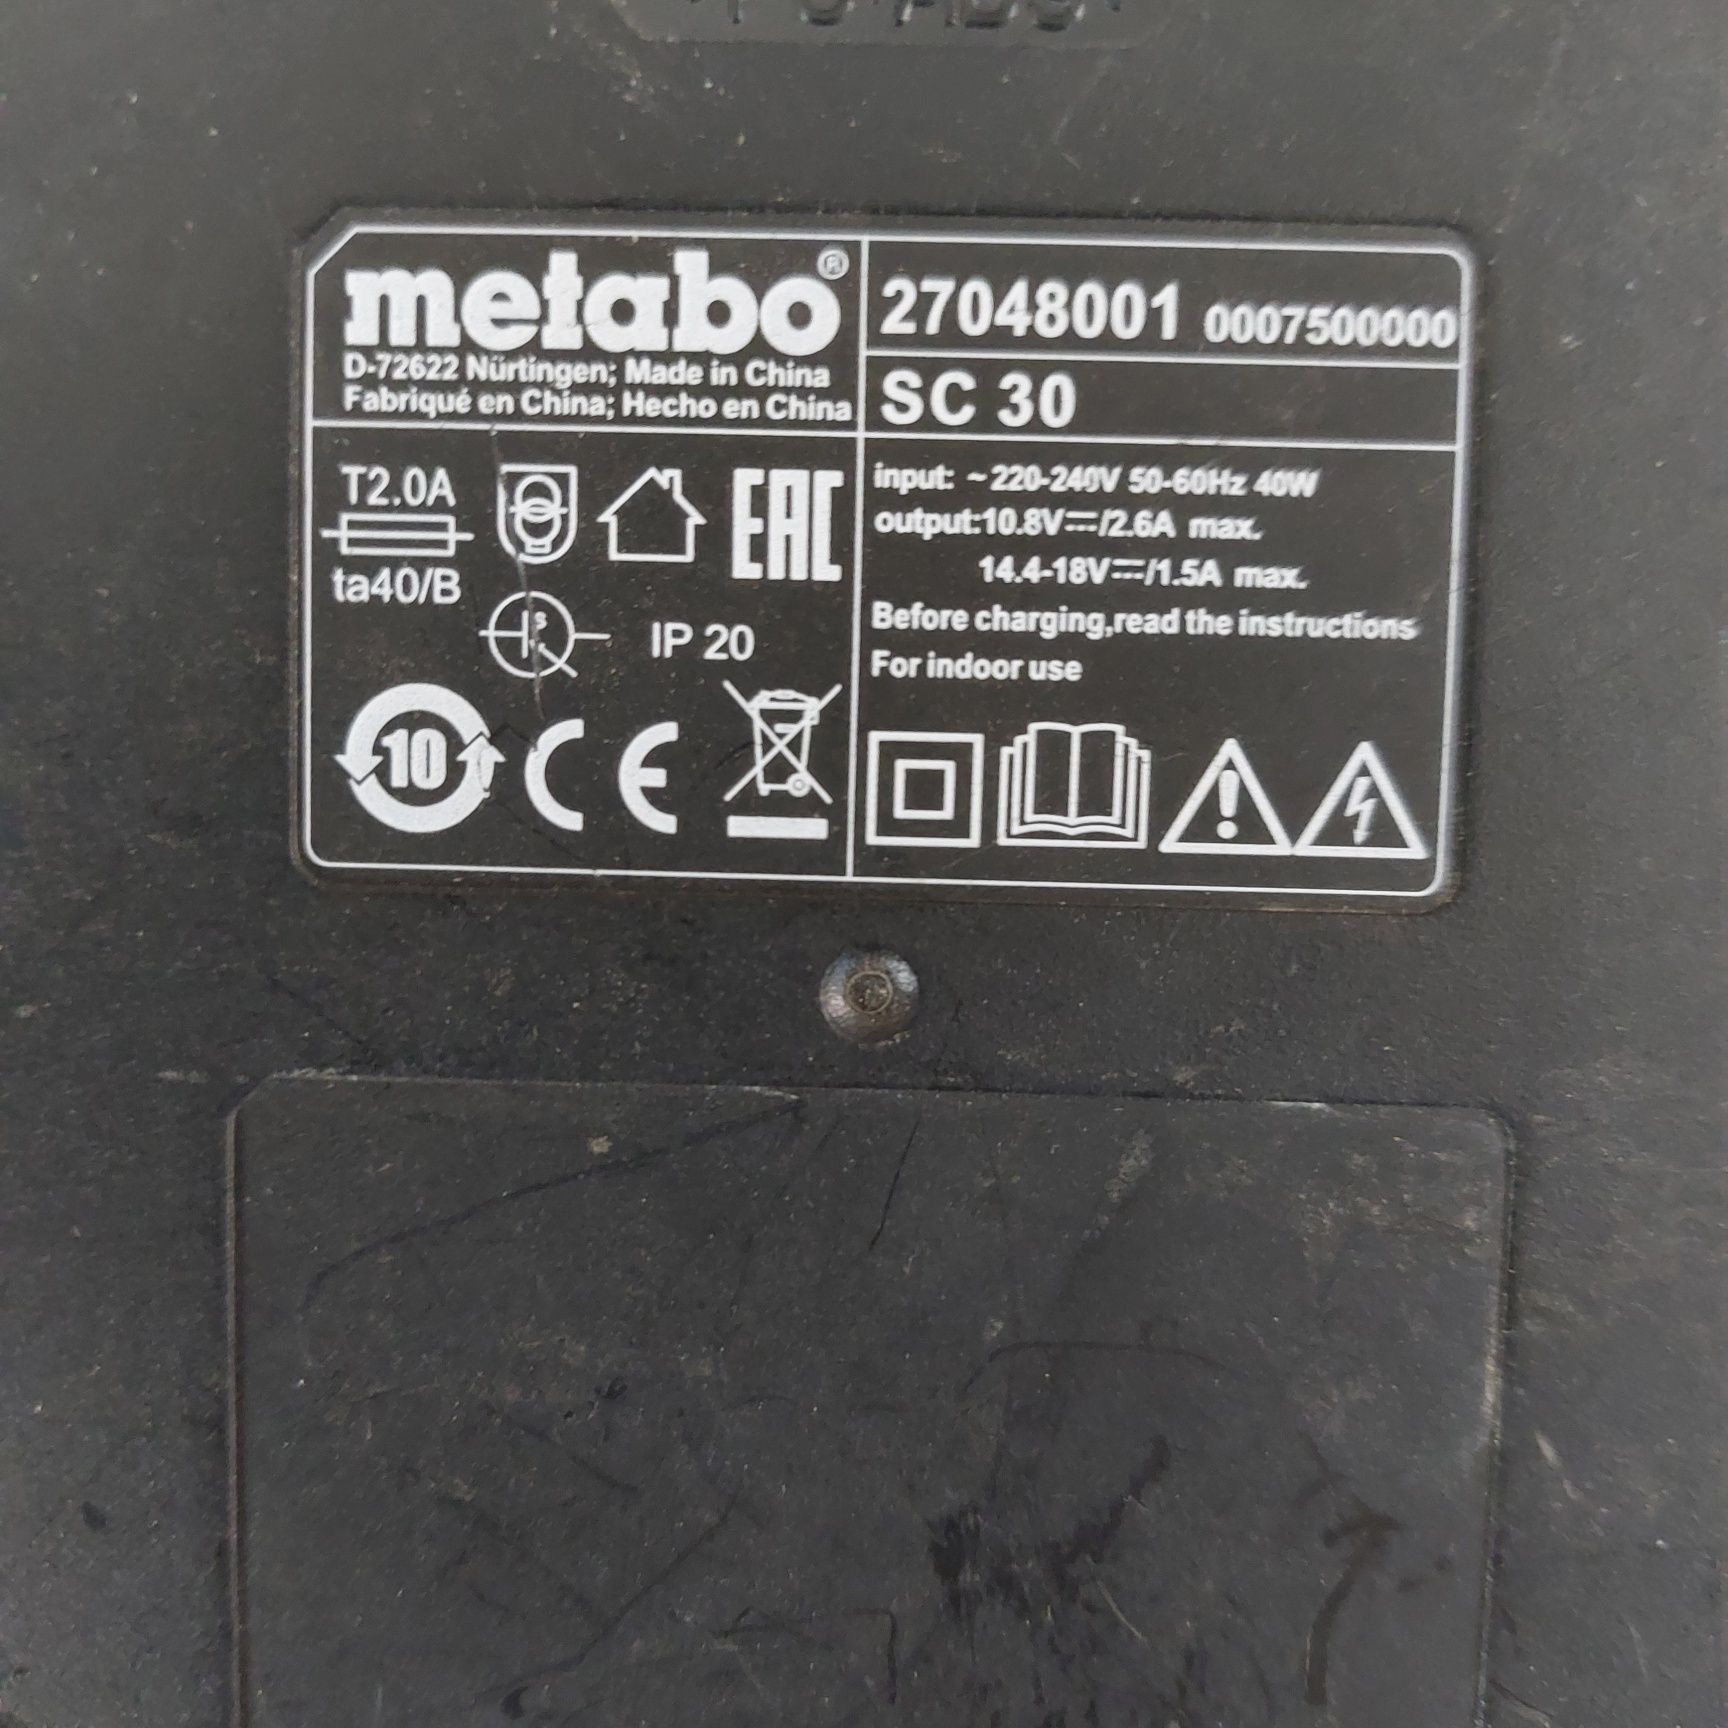 metabo®
D-72622 Nürtingen; Made in China
Fabriqué en China; Hecho en China
27048001 0007500000
SC 30
T2.0A
ta40/B
EAC
IP 20
10
CE
input: ~220-240V 50-60Hz 40W
output:10.8V⎓/2.6A max.
14.4-18V⎓/1.5A max.
Before charging,read the instructions
For indoor use